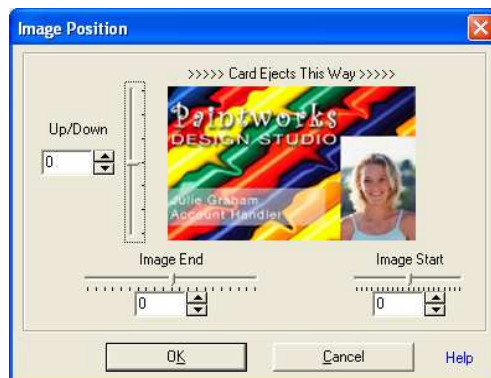 Image Position
>>>>> Card Ejects This Way >>>>>
Up/Down
0
Paintworks
DESIGN STUDIO
Julie Graham
Account Handler
Image End
0
Image Start
0
OK
Cancel
Help